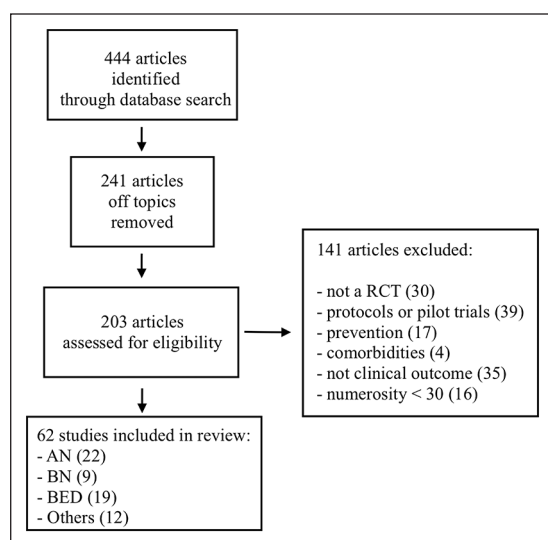 444 articles
identified
through database search
241 articles
off topics
removed
203 articles
assessed for eligibility
141 articles excluded:
- not a RCT (30)
- protocols or pilot trials (39)
- prevention (17)
- comorbidities (4)
- not clinical outcome (35)
- numerosity < 30 (16)
62 studies included in review:
- AN (22)
- BN (9)
- BED (19)
- Others (12)